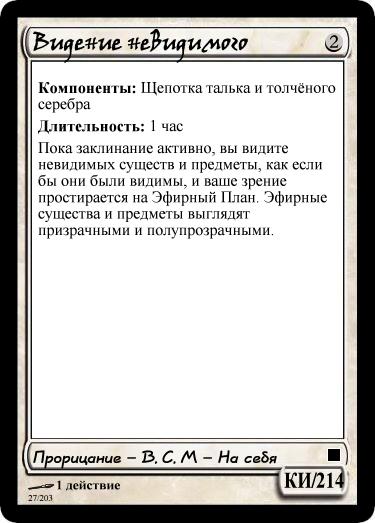 Видение невидимого 2
Компоненты: Щепотка талька и толчёного
серебра
Длительность: 1 час
Пока заклинание активно, вы видите
невидимых существ и предметы, как если
бы они были видимы, и ваше зрение
простирается на Эфирный План. Эфирные
существа и предметы выглядят
призрачными и полупрозрачными.
Прорицание – В, С, М – На себя
1 действие
КИ/214
27/203